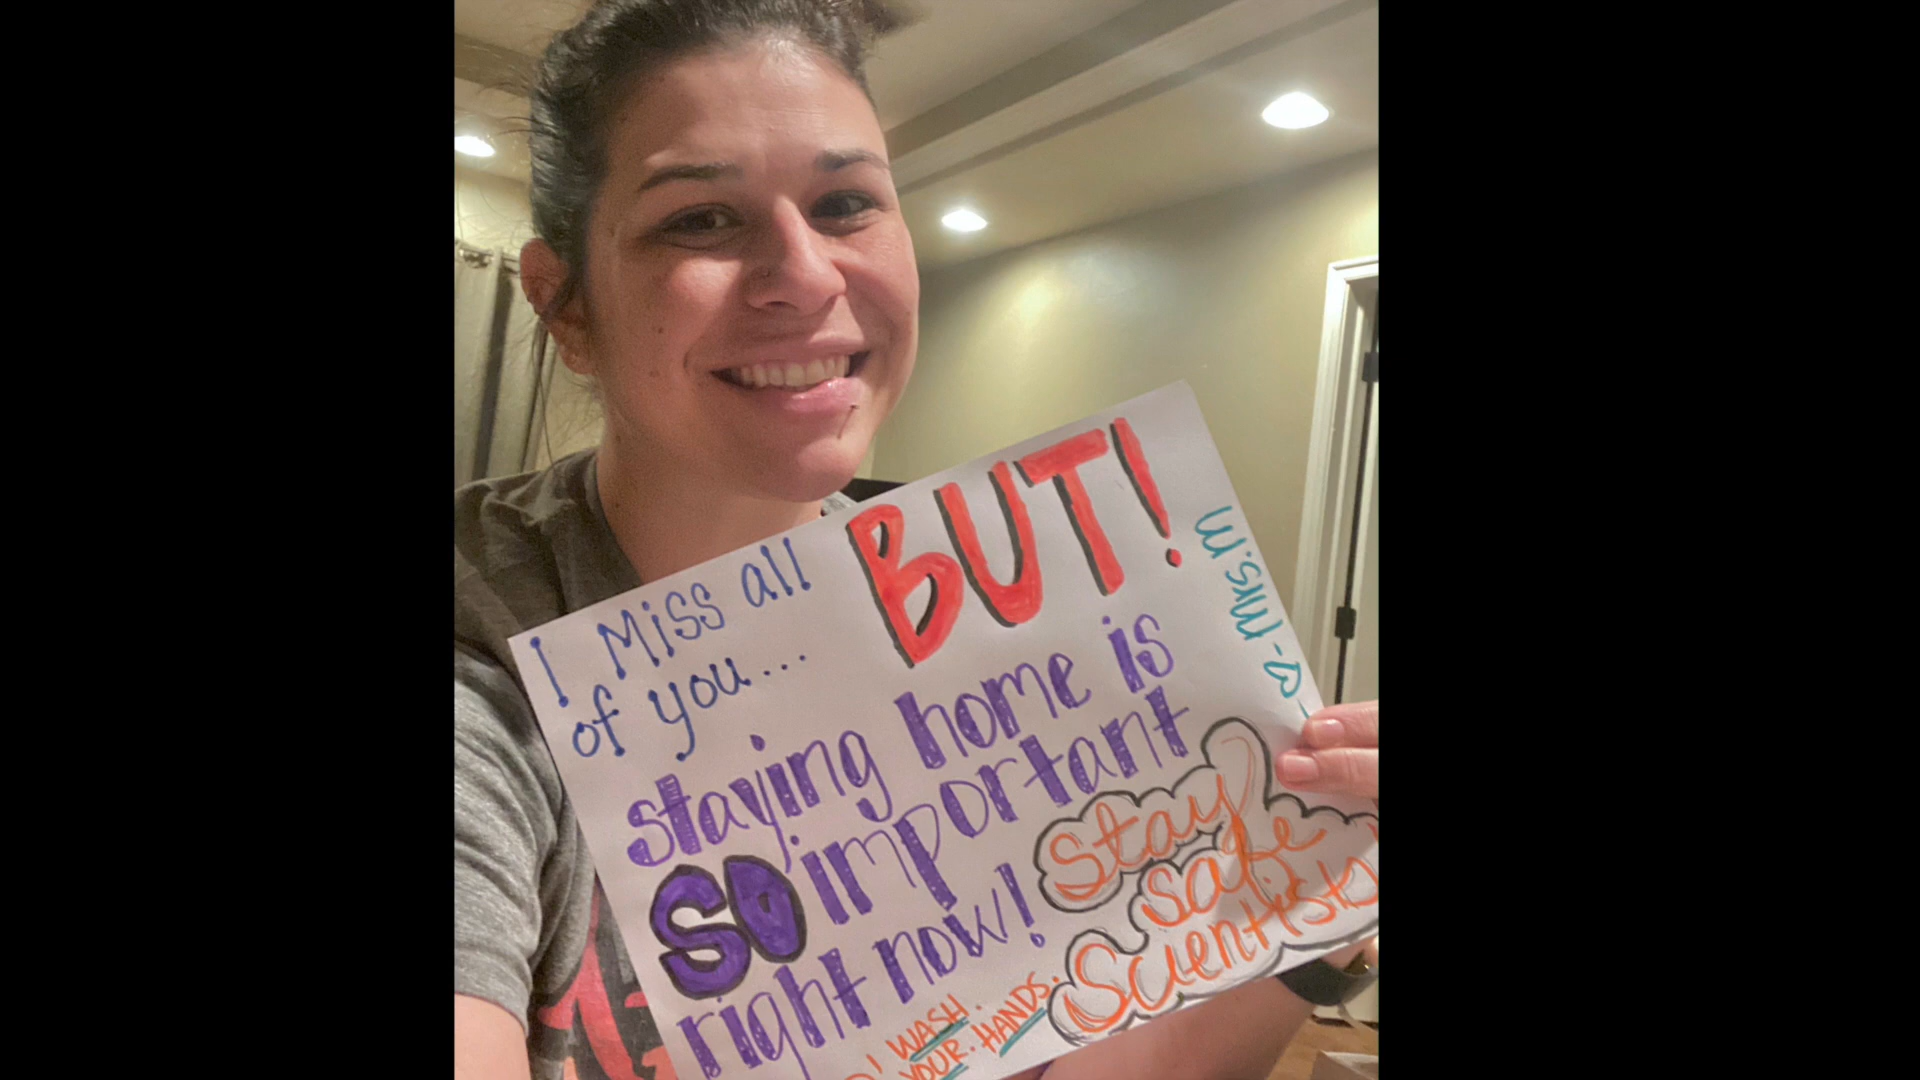 I Miss all
of you...
BUT!
staying home is
SO important
right now!
Stay
safe
Scientists
WASH
YOUR
HANDS.
♡-Mrs.M